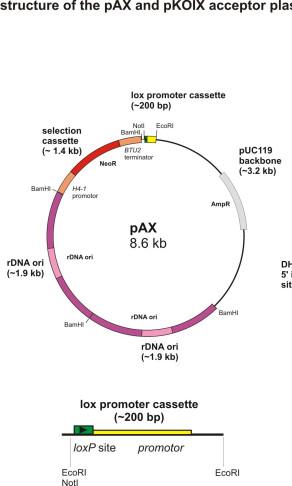 structure of the pAX and pKOIX acceptor plas
lox promoter cassette
(~200 bp)
NotI
EcoRI
BamHI
selection
cassette
(~ 1.4 kb)
BTU2
terminator
NeoR
pUC119
backbone
(~3.2 kb)
BamHI
H4-1
promotor
AmpR
pAX
8.6 kb
rDNA ori
rDNA ori
(~1.9 kb)
DH
5' i
sit
BamHI
rDNA ori
BamHI
rDNA ori
(~1.9 kb)
lox promoter cassette
(~200 bp)
loxP site
promotor
EcoRI
NotI
EcoRI